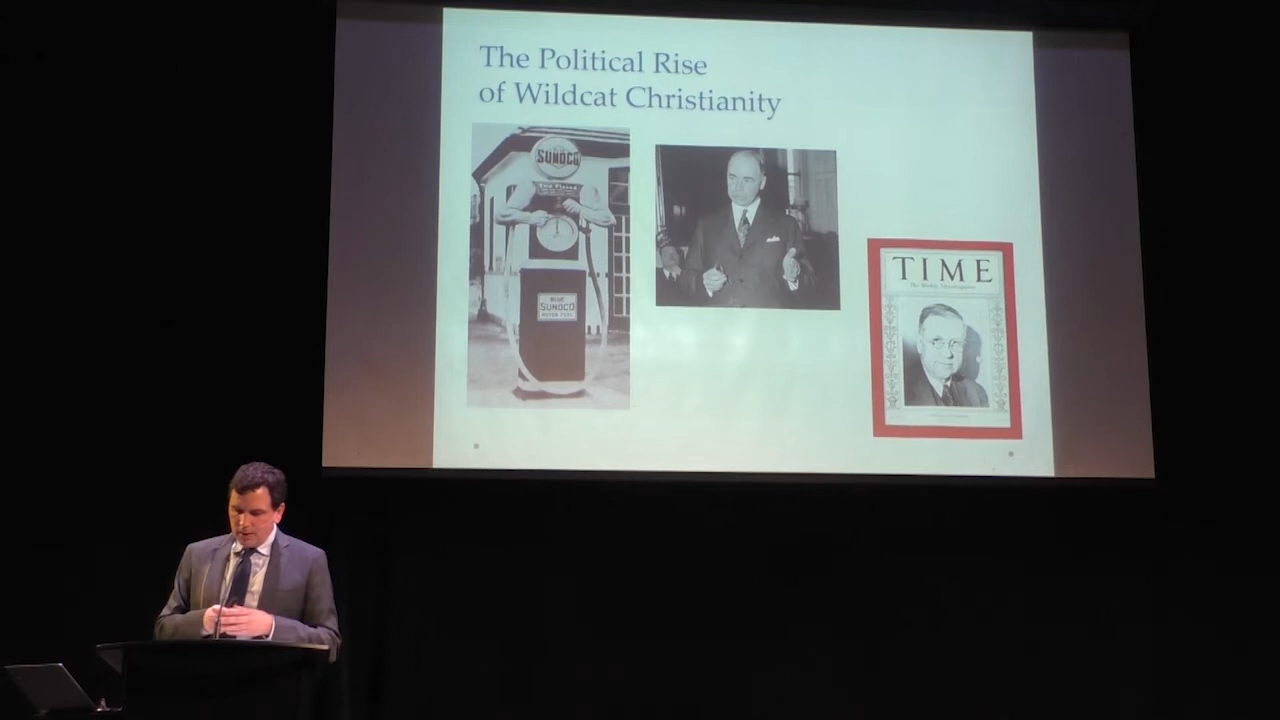 The Political Rise
of Wildcat Christianity
SUNOCO
BLUE
SUNOCO
MOTOR FUEL
TIME
The Weekly Newsmagazine